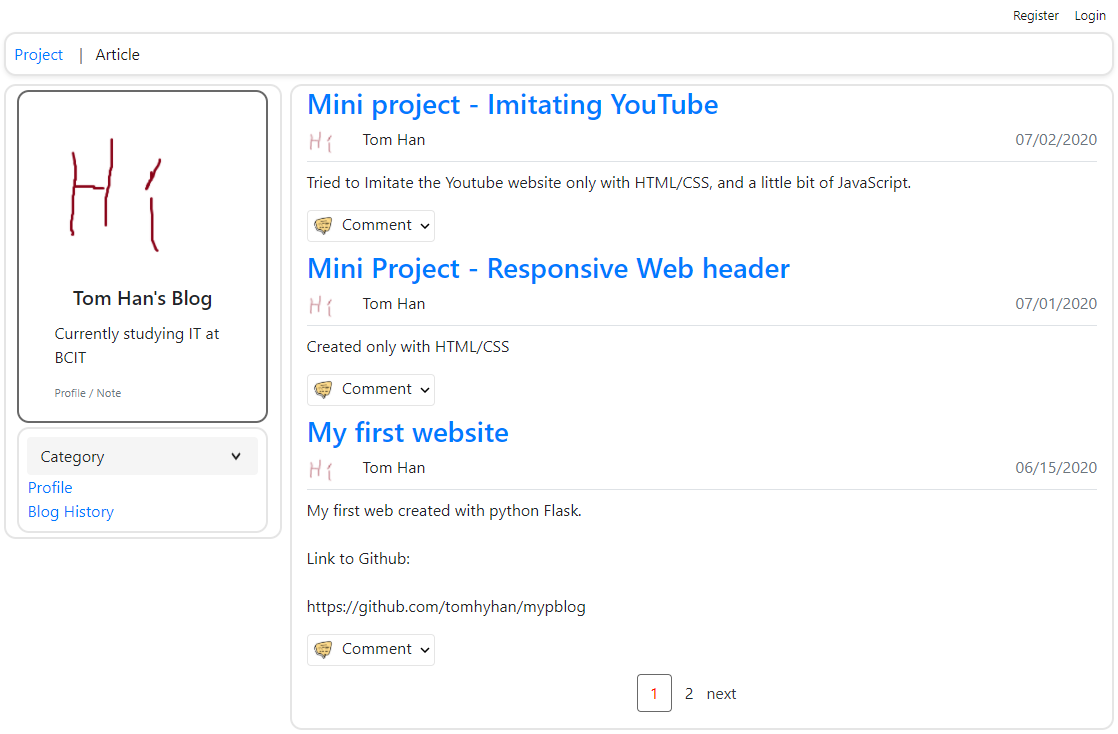 Register Login
Project | Article
Hi
Tom Han's Blog
Currently studying IT at
BCIT
Profile / Note
Category
Profile
Blog History
Mini project - Imitating YouTube
Hi Tom Han 07/02/2020
Tried to Imitate the Youtube website only with HTML/CSS, and a little bit of JavaScript.
Comment
Mini Project - Responsive Web header
Hi Tom Han 07/01/2020
Created only with HTML/CSS
Comment
My first website
Hi Tom Han 06/15/2020
My first web created with python Flask.
Link to Github:
https://github.com/tomhyhan/mypblog
Comment
1 2 next